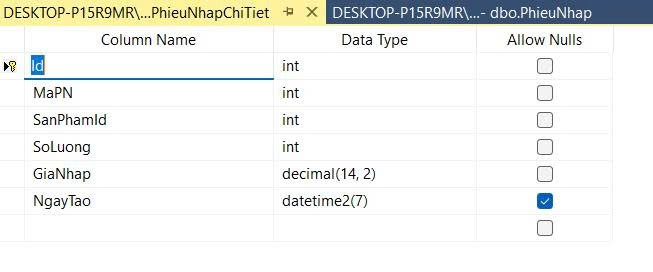 DESKTOP-P15R9MR\...PhieuNhapChiTiet DESKTOP-P15R9MR\...- dbo.PhieuNhap
Column Name Data Type Allow Nulls
Id int
MaPN int
SanPhamId int
SoLuong int
GiaNhap decimal(14, 2)
NgayTao datetime2(7)